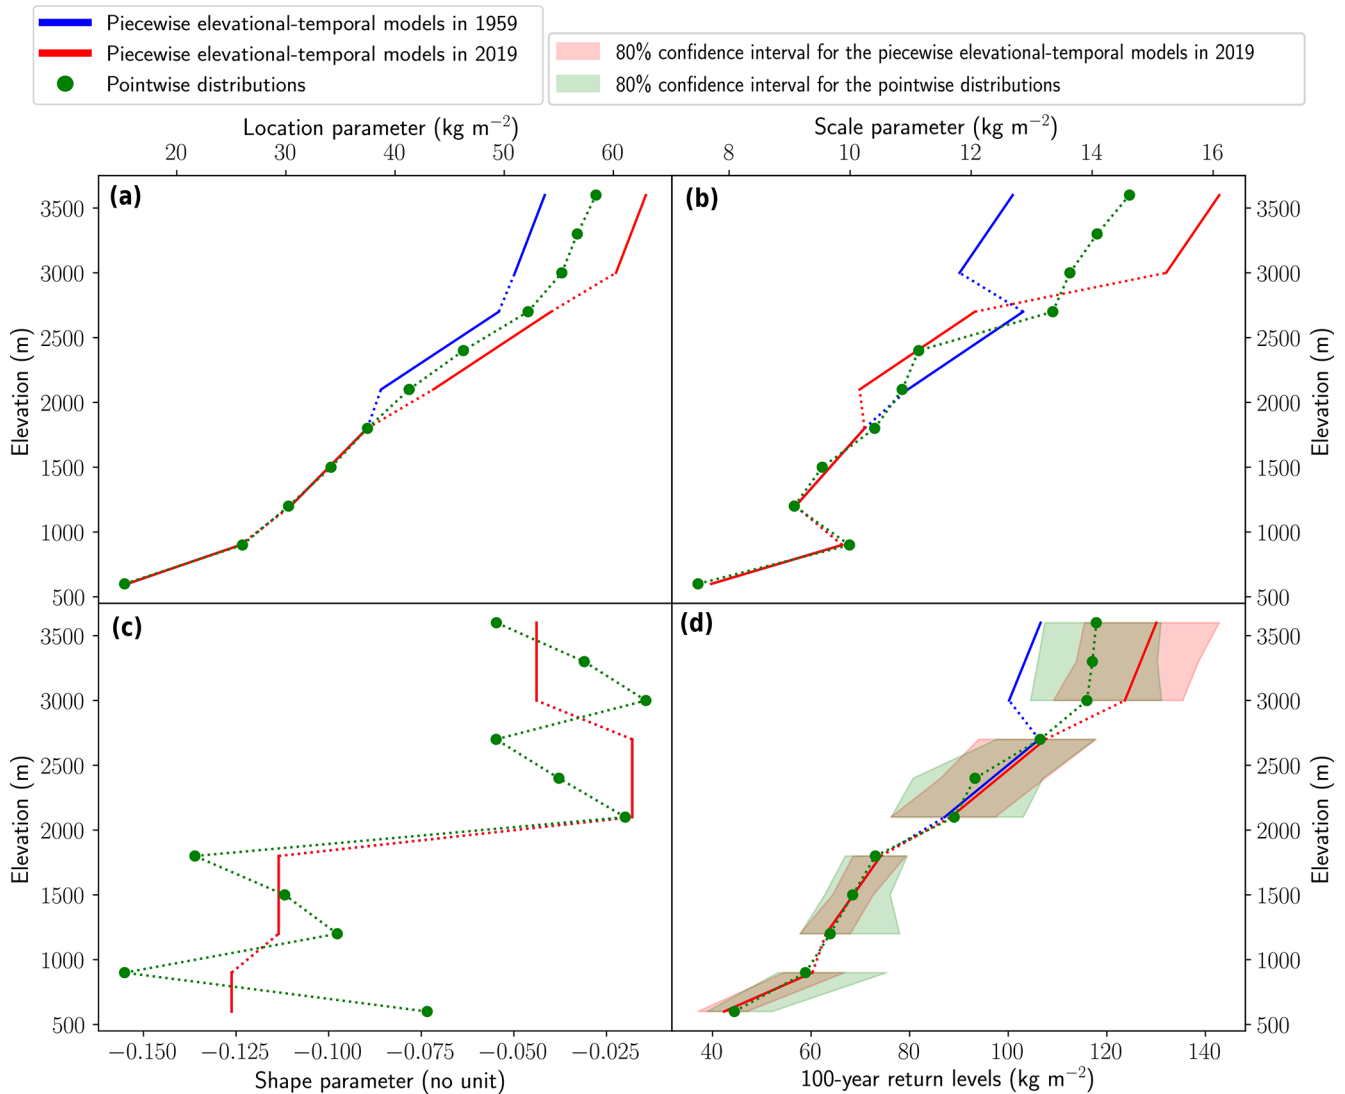 Piecewise elevational-temporal models in 1959
Piecewise elevational-temporal models in 2019
Pointwise distributions
80% confidence interval for the piecewise elevational-temporal models in 2019
80% confidence interval for the pointwise distributions
Location parameter (kg m−2)
Scale parameter (kg m−2)
20 30 40 50 60
8 10 12 14 16
(a)
(b)
3500 3500
3000 3000
2500 2500
2000 2000
1500 1500
1000 1000
500 500
Elevation (m)
Elevation (m)
(c)
(d)
3500 3500
3000 3000
2500 2500
2000 2000
1500 1500
1000 1000
500 500
Elevation (m)
Elevation (m)
−0.150 −0.125 −0.100 −0.075 −0.050 −0.025
40 60 80 100 120 140
Shape parameter (no unit)
100-year return levels (kg m−2)